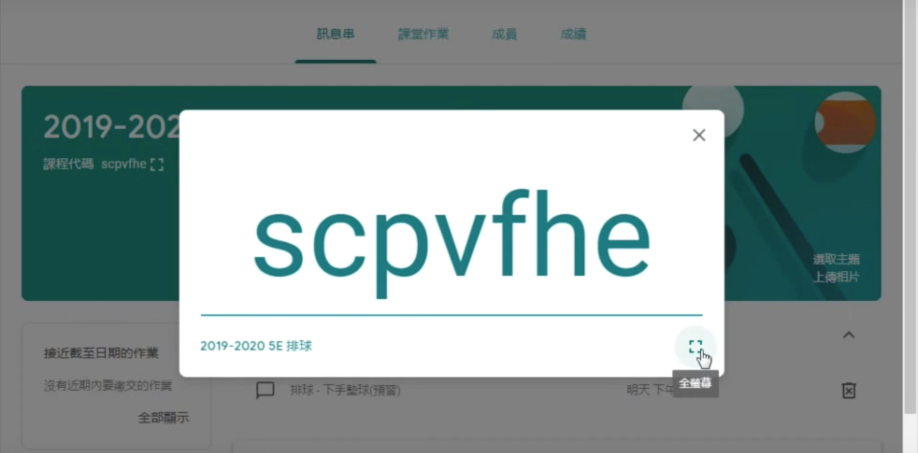 訊息串 課堂作業 成員 成績
2019-202
課程代碼 scpvfhe
scpvfhe
選取主題
上傳相片
2019-2020 5E 排球
全螢幕
接近截至日期的作業
沒有近期內要繳交的作業
全部顯示
排球 - 下手墊球(預習) 明天 下午